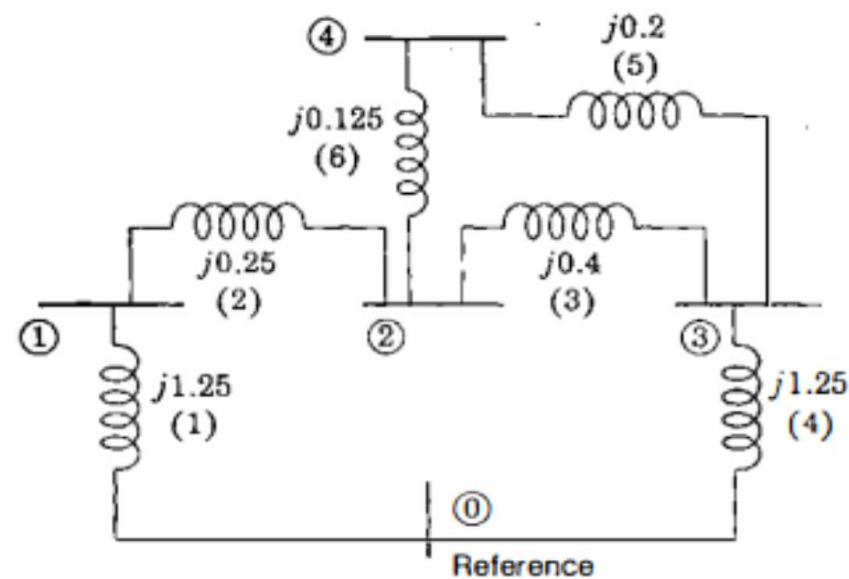 ④
j0.2
(5)
j0.125
(6)
j0.25
(2)
j0.4
(3)
①
②
③
j1.25
(1)
j1.25
(4)
⓪
Reference